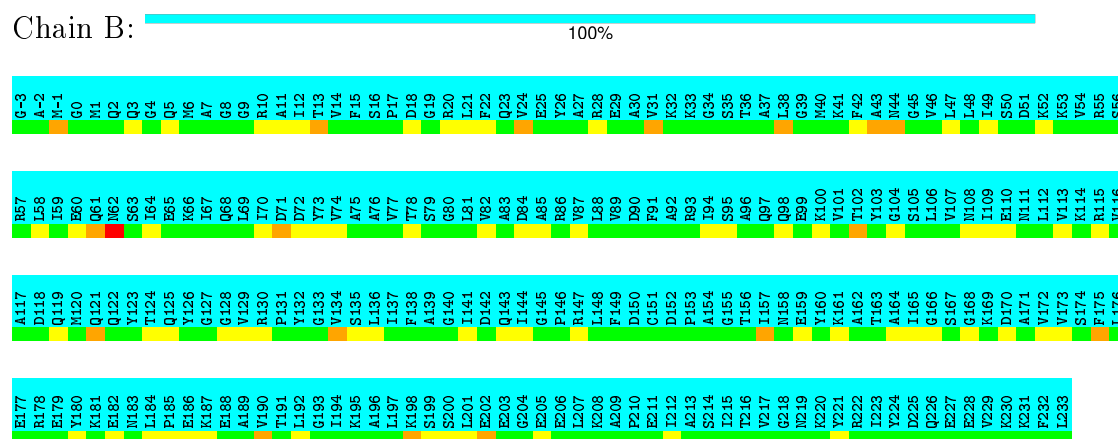 Chain B:
100%
G-3 A-2 M-1 G0 M1 Q2 Q3 G4 Q5 M6 A7 G8 G9 R10 A11 I12 T13 V14 F15 S16 P17 D18 G19 R20 L21 F22 Q23 V24 E25 Y26 A27 R28 E29 A30 V31 K32 K33 G34 S35 T36 A37 L38 G39 M40 K41 F42 A43 N44 G45 V46 L47 L48 I49 S50 D51 K52 K53 V54 R55 S56
R57 L58 I59 E60 Q61 N62 S63 I64 E65 K66 I67 Q68 L69 I70 D71 D72 Y73 V74 A75 A76 V77 T78 S79 G80 L81 V82 A83 D84 A85 R86 V87 L88 V89 D90 F91 A92 R93 I94 S95 A96 Q97 Q98 E99 K100 V101 T102 Y103 G104 S105 L106 V107 N108 I109 E110 N111 L112 V113 K114 R115 V116
A117 D118 Q119 M120 Q121 Q122 Y123 T124 Q125 Y126 G127 G128 V129 R130 P131 Y132 G133 V134 S135 L136 I137 F138 A139 G140 I141 D142 Q143 I144 G145 P146 R147 L148 F149 D150 C151 D152 P153 A154 G155 T156 I157 N158 E159 Y160 K161 A162 T163 A164 I165 G166 S167 G168 K169 D170 A171 V172 V173 S174 F175 L176
E177 R178 E179 Y180 K181 E182 N183 L184 P185 E186 K187 E188 A189 V190 T191 L192 G193 I194 K195 A196 L197 K198 S199 S200 L201 E202 E203 G204 E205 E206 L207 K208 A209 P210 E211 I212 A213 S214 I215 T216 V217 G218 N219 K220 Y221 R222 I223 Y224 D225 Q226 E227 E228 V229 K230 K231 F232 L233